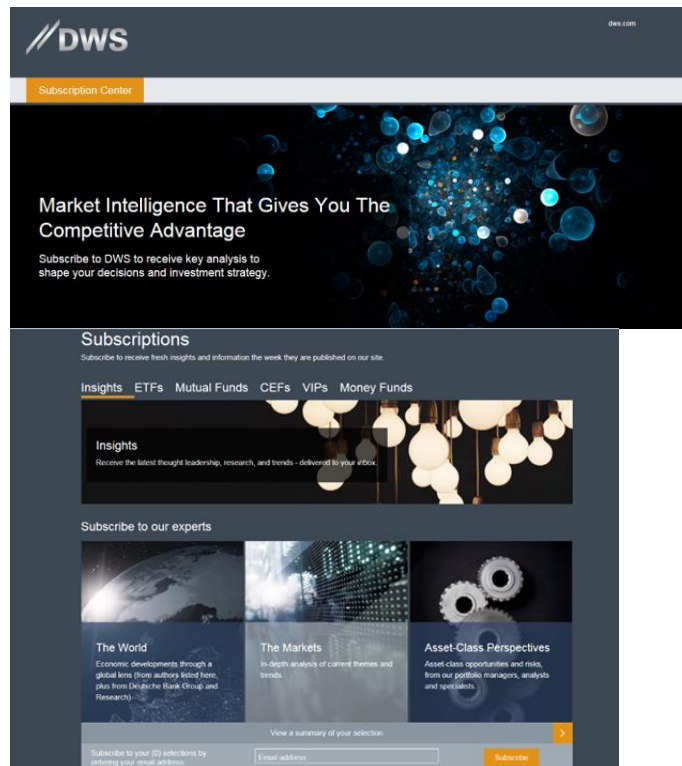 DWS
dws.com
Subscription Center
Market Intelligence That Gives You The
Competitive Advantage
Subscribe to DWS to receive key analysis to
shape your decisions and investment strategy.
Subscriptions
Subscribe to receive fresh insights and information the week they are published on our site.
Insights ETFs Mutual Funds CEFs VIPs Money Funds
Insights
Receive the latest thought leadership, research, and trends - delivered to your inbox.
Subscribe to our experts
The World
Economic developments through a
global lens (from authors listed here,
plus from Deutsche Bank Group and
Research)
The Markets
In-depth analysis of current themes and
trends.
Asset-Class Perspectives
Asset-class opportunities and risks,
from our portfolio managers, analysts
and specialists.
View a summary of your selection
Subscribe to your (0) selections by
entering your email address:
Email address
Subscribe